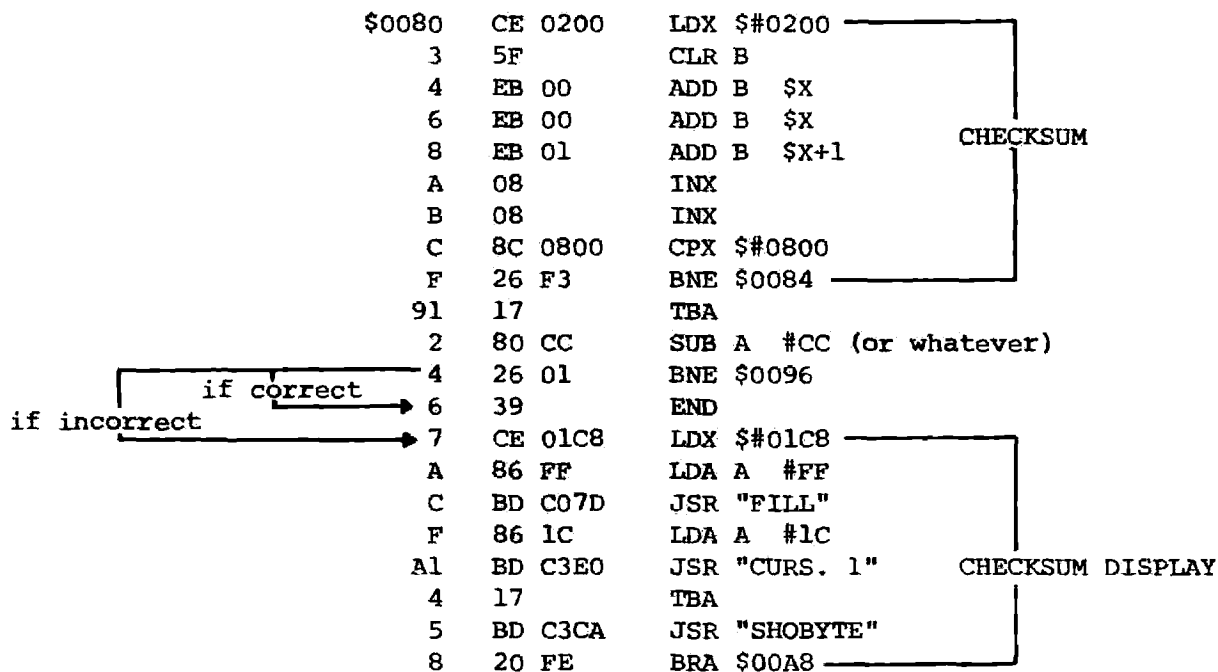 $0080 CE 0200 LDX $#0200
3 5F CLR B
4 EB 00 ADD B $X
6 EB 00 ADD B $X
8 EB 01 ADD B $X+1 CHECKSUM
A 08 INX
B 08 INX
C 8C 0800 CPX $#0800
F 26 F3 BNE $0084
91 17 TBA
2 80 CC SUB A #CC (or whatever)
4 26 01 BNE $0096
if correct 6 39 END
if incorrect 7 CE 01C8 LDX $#01C8
A 86 FF LDA A #FF
C BD C07D JSR "FILL"
F 86 1C LDA A #1C
A1 BD C3E0 JSR "CURS. 1" CHECKSUM DISPLAY
4 17 TBA
5 BD C3CA JSR "SHOBYTE"
8 20 FE BRA $00A8